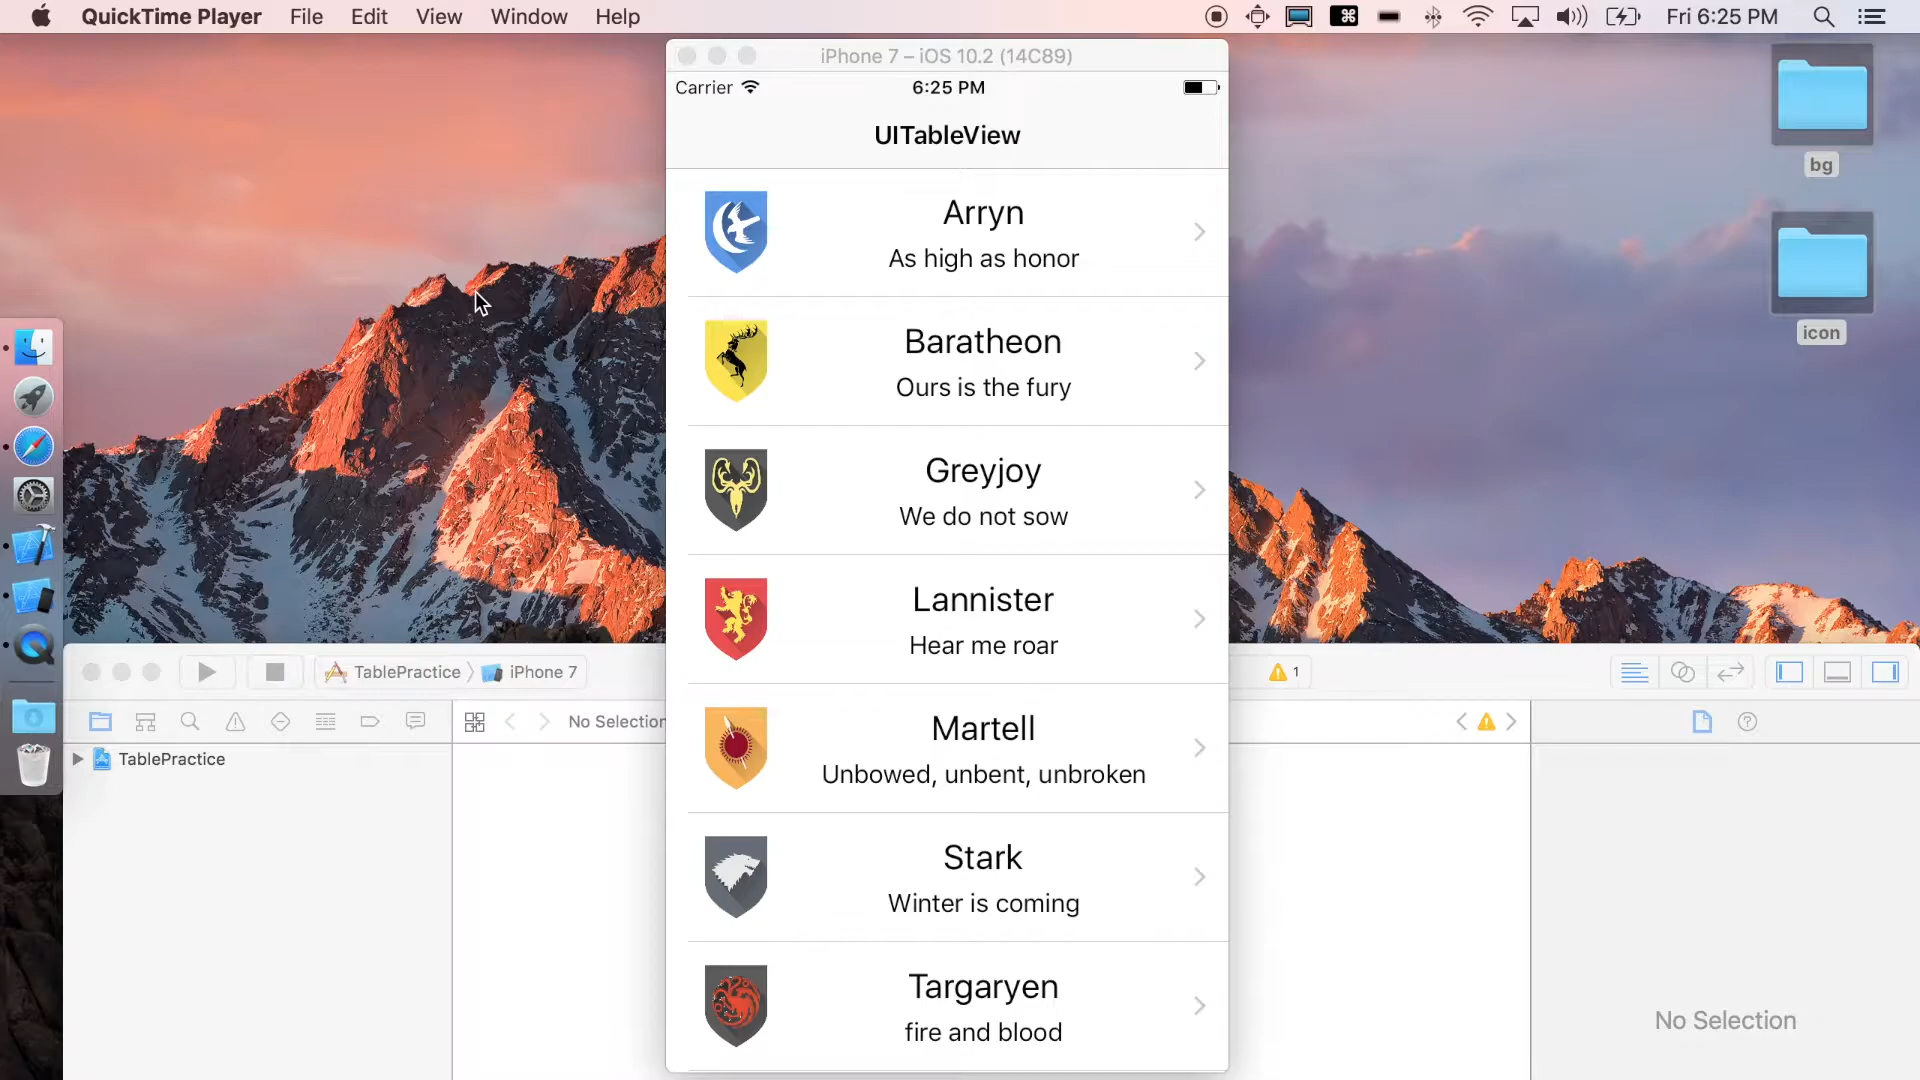 QuickTime Player File Edit View Window Help Fri 6:25 PM
iPhone 7 – iOS 10.2 (14C89)
Carrier 6:25 PM
UITableView
bg
icon
Arryn
As high as honor
Baratheon
Ours is the fury
Greyjoy
We do not sow
Lannister
Hear me roar
Martell
Unbowed, unbent, unbroken
Stark
Winter is coming
Targaryen
fire and blood
TablePractice iPhone 7 1
No Selection
TablePractice
No Selection